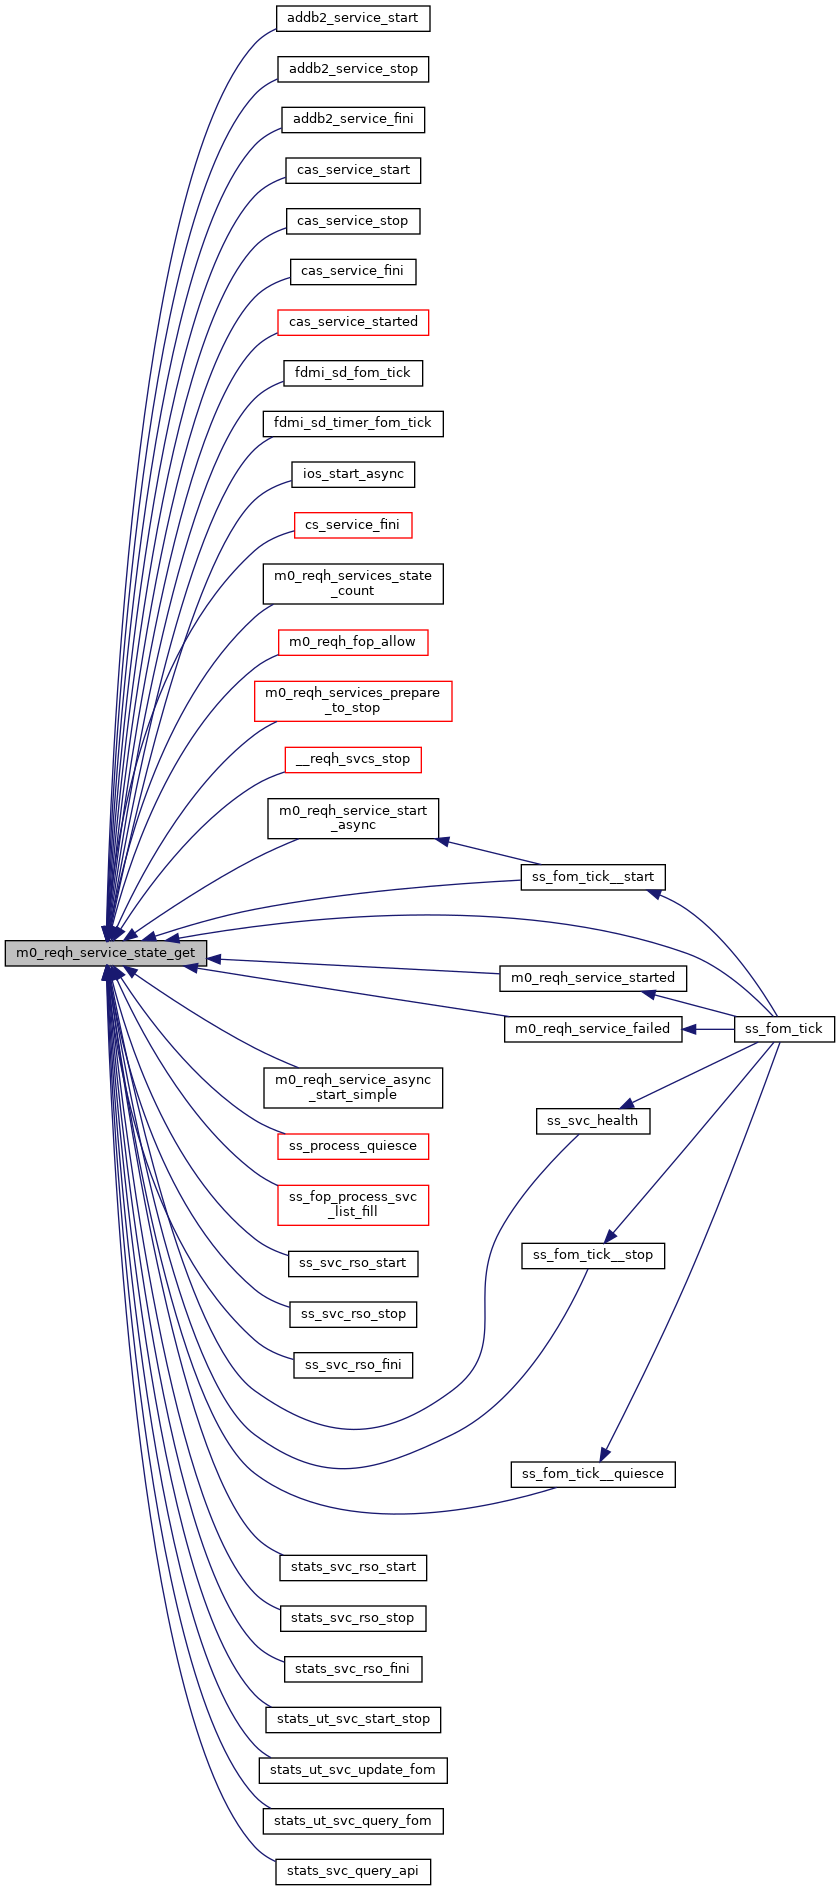 addb2_service_start
addb2_service_stop
addb2_service_fini
cas_service_start
cas_service_stop
cas_service_fini
cas_service_started
fdmi_sd_fom_tick
fdmi_sd_timer_fom_tick
ios_start_async
cs_service_fini
m0_reqh_services_state
_count
m0_reqh_fop_allow
m0_reqh_services_prepare
_to_stop
__reqh_svcs_stop
m0_reqh_service_start
_async
ss_fom_tick__start
m0_reqh_service_state_get
m0_reqh_service_started
m0_reqh_service_failed
ss_fom_tick
m0_reqh_service_async
_start_simple
ss_svc_health
ss_process_quiesce
ss_fop_process_svc
_list_fill
ss_svc_rso_start
ss_fom_tick__stop
ss_svc_rso_stop
ss_svc_rso_fini
ss_fom_tick__quiesce
stats_svc_rso_start
stats_svc_rso_stop
stats_svc_rso_fini
stats_ut_svc_start_stop
stats_ut_svc_update_fom
stats_ut_svc_query_fom
stats_svc_query_api